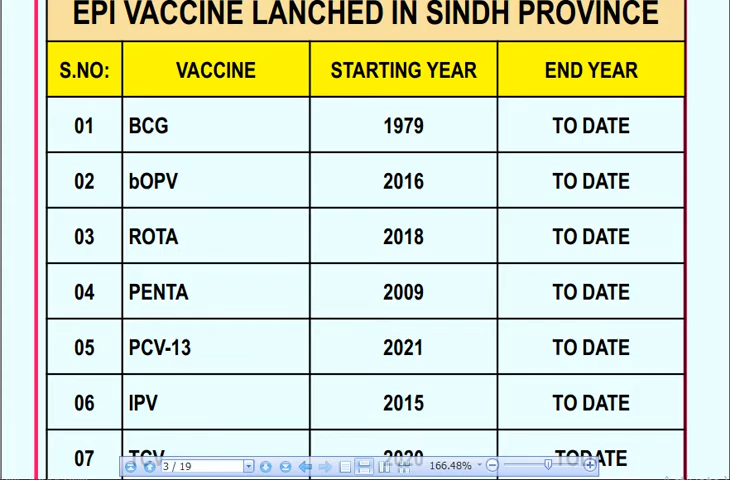 EPI VACCINE LANCHED IN SINDH PROVINCE
S.NO: VACCINE STARTING YEAR END YEAR
01 BCG 1979 TO DATE
02 bOPV 2016 TO DATE
03 ROTA 2018 TO DATE
04 PENTA 2009 TO DATE
05 PCV-13 2021 TO DATE
06 IPV 2015 TO DATE
07 TCV 2020 TODATE
3 / 19 166.48%